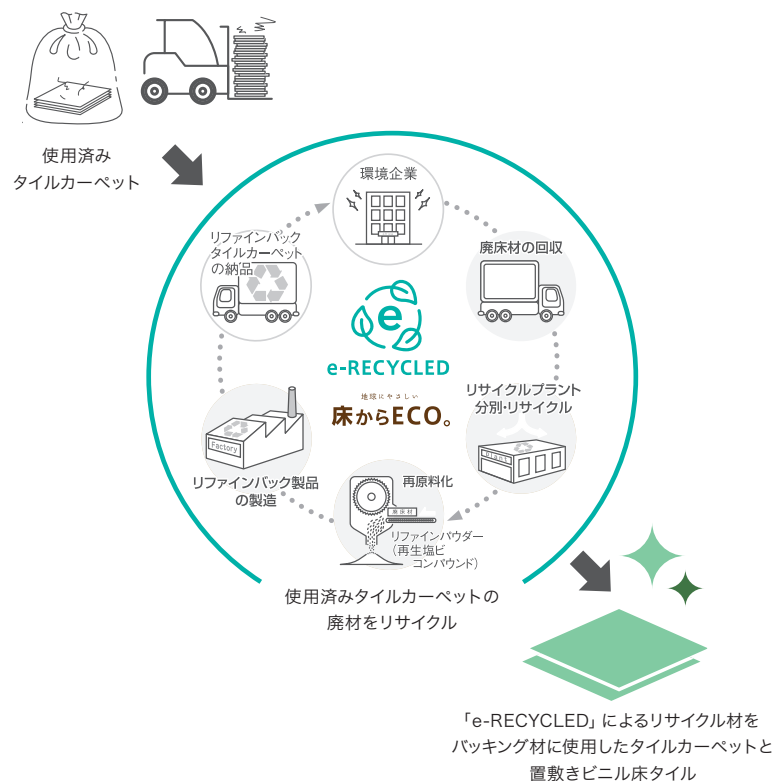 使用済み
タイルカーペット
環境企業
廃床材の回収
リサイクルプラント
分別・リサイクル
Plant
再原料化
廃床材
リファインパウダー
(再生塩ビ
コンパウンド)
リファインバック製品
の製造
Factory
リファインバック
タイルカーペット
の納品
e
e-RECYCLED
地球にやさしい
床からECO。
使用済みタイルカーペットの
廃材をリサイクル
「e-RECYCLED」によるリサイクル材を
バッキング材に使用したタイルカーペットと
置敷きビニル床タイル